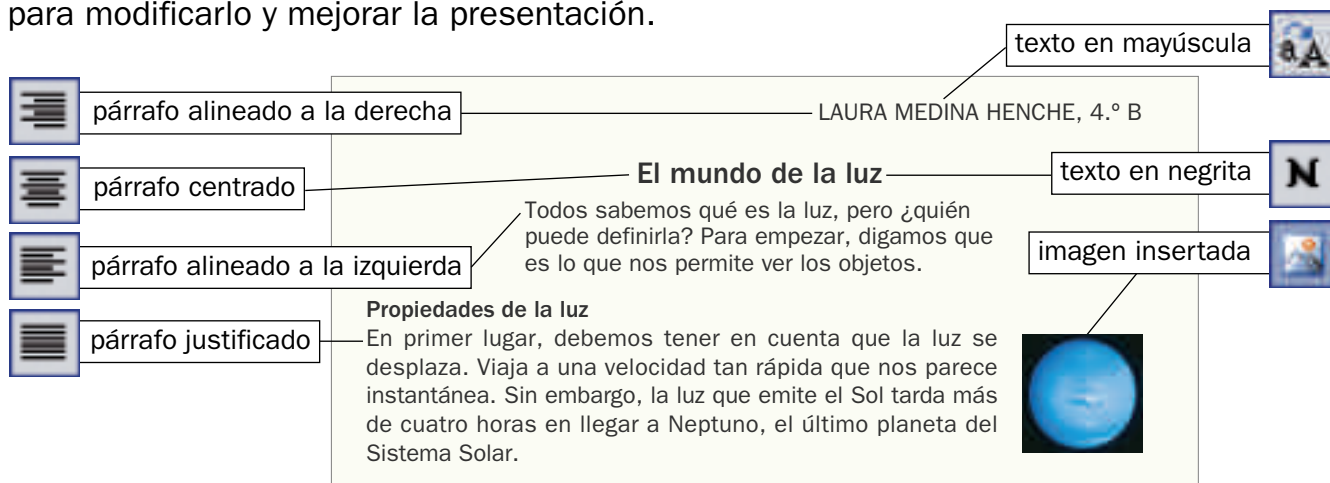 para modificarlo y mejorar la presentación.
texto en mayúscula
aA
párrafo alineado a la derecha
LAURA MEDINA HENCHE, 4.º B
párrafo centrado
El mundo de la luz
texto en negrita
N
Todos sabemos qué es la luz, pero ¿quién
puede definirla? Para empezar, digamos que
es lo que nos permite ver los objetos.
párrafo alineado a la izquierda
imagen insertada
Propiedades de la luz
párrafo justificado
En primer lugar, debemos tener en cuenta que la luz se
desplaza. Viaja a una velocidad tan rápida que nos parece
instantánea. Sin embargo, la luz que emite el Sol tarda más
de cuatro horas en llegar a Neptuno, el último planeta del
Sistema Solar.